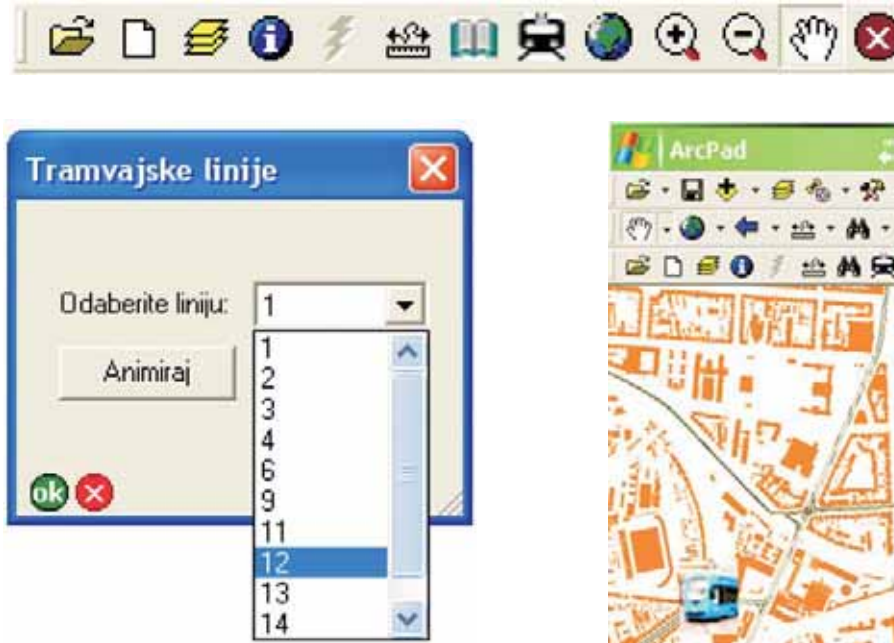 Tramvajske linije
Odaberite liniju: 1
Animiraj
1
2
3
4
6
9
11
12
13
14
ok
ArcPad